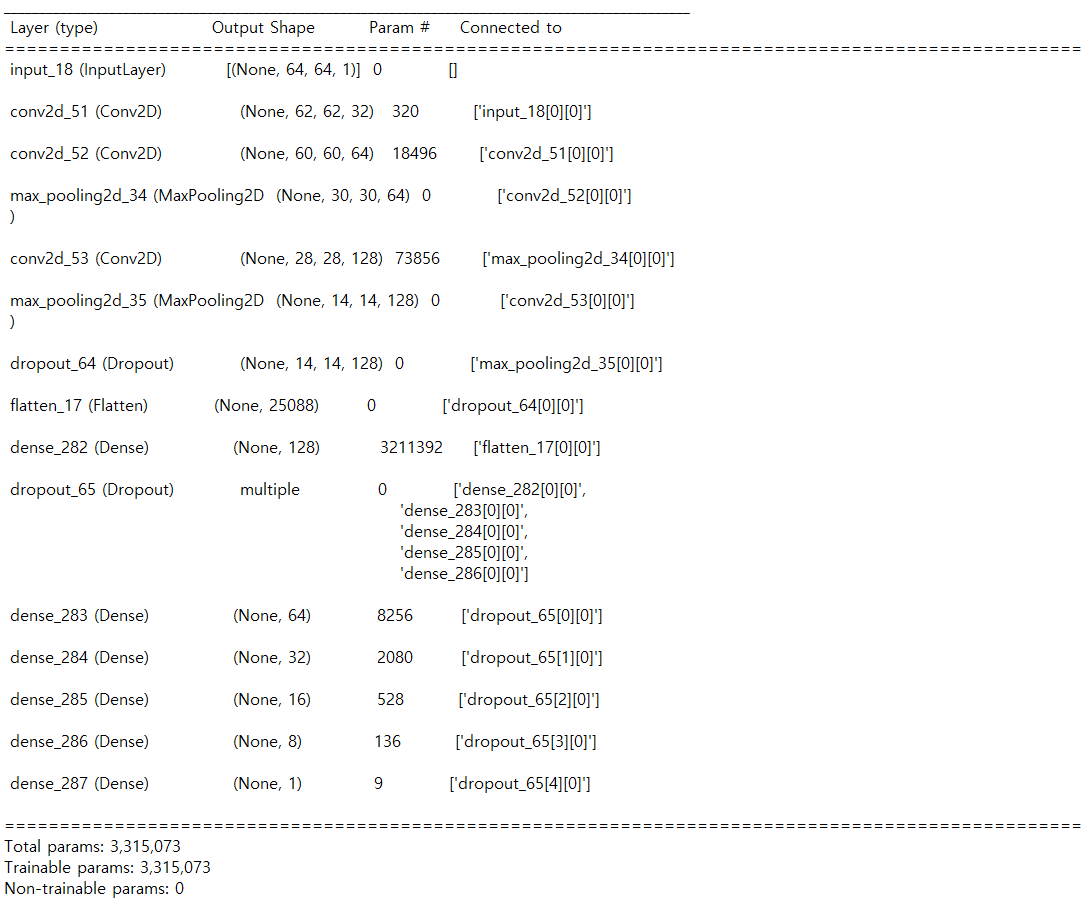 Layer (type) Output Shape Param # Connected to
==================================================================================================
input_18 (InputLayer) [(None, 64, 64, 1)] 0 []
conv2d_51 (Conv2D) (None, 62, 62, 32) 320 ['input_18[0][0]']
conv2d_52 (Conv2D) (None, 60, 60, 64) 18496 ['conv2d_51[0][0]']
max_pooling2d_34 (MaxPooling2D (None, 30, 30, 64) 0 ['conv2d_52[0][0]']
)
conv2d_53 (Conv2D) (None, 28, 28, 128) 73856 ['max_pooling2d_34[0][0]']
max_pooling2d_35 (MaxPooling2D (None, 14, 14, 128) 0 ['conv2d_53[0][0]']
)
dropout_64 (Dropout) (None, 14, 14, 128) 0 ['max_pooling2d_35[0][0]']
flatten_17 (Flatten) (None, 25088) 0 ['dropout_64[0][0]']
dense_282 (Dense) (None, 128) 3211392 ['flatten_17[0][0]']
dropout_65 (Dropout) multiple 0 ['dense_282[0][0]',
'dense_283[0][0]',
'dense_284[0][0]',
'dense_285[0][0]',
'dense_286[0][0]']
dense_283 (Dense) (None, 64) 8256 ['dropout_65[0][0]']
dense_284 (Dense) (None, 32) 2080 ['dropout_65[1][0]']
dense_285 (Dense) (None, 16) 528 ['dropout_65[2][0]']
dense_286 (Dense) (None, 8) 136 ['dropout_65[3][0]']
dense_287 (Dense) (None, 1) 9 ['dropout_65[4][0]']
==================================================================================================
Total params: 3,315,073
Trainable params: 3,315,073
Non-trainable params: 0